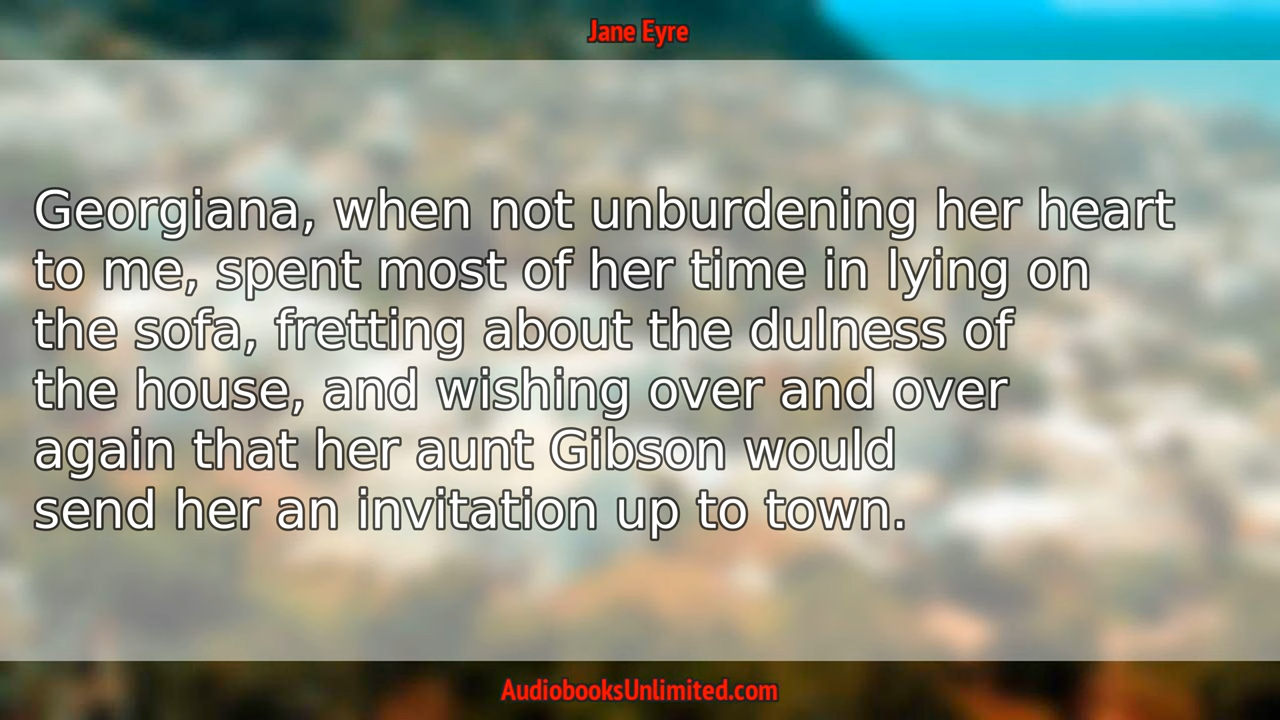 Jane Eyre
Georgiana, when not unburdening her heart
to me, spent most of her time in lying on
the sofa, fretting about the dulness of
the house, and wishing over and over
again that her aunt Gibson would
send her an invitation up to town.
AudiobooksUnlimited.com